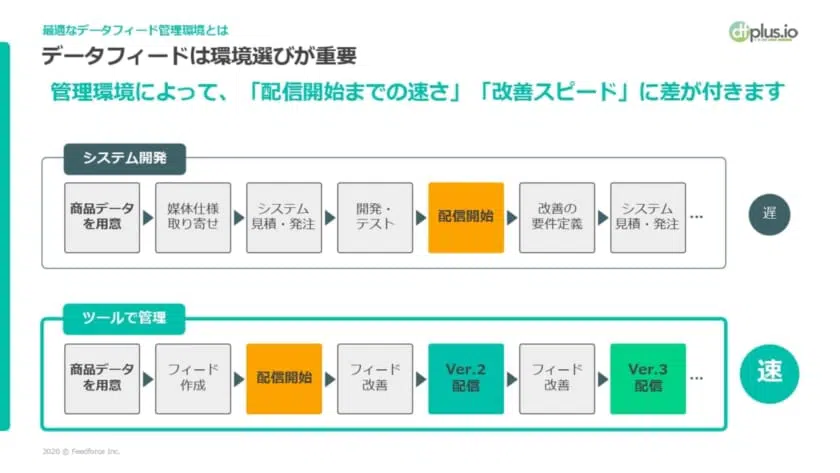 最適なデータフィード管理環境とは
dfplus.io
データフィードは環境選びが重要
管理環境によって、「配信開始までの速さ」「改善スピード」に差が付きます
システム開発
商品データ
を用意
媒体仕様
取り寄せ
システム
見積・発注
開発・
テスト
配信開始
改善の
要件定義
システム
見積・発注
…
遅
ツールで管理
商品データ
を用意
フィード
作成
配信開始
フィード
改善
Ver.2
配信
フィード
改善
Ver.3
配信
…
速
2020 © Feedforce Inc.